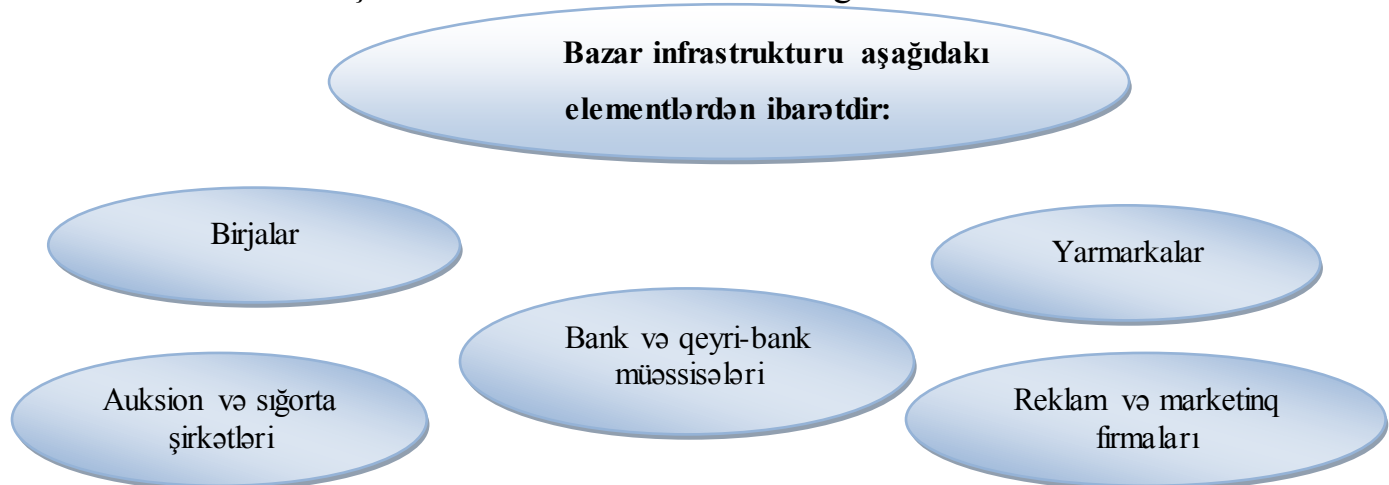 Bazar infrastrukturu aşağıdakı
elementlərdən ibarətdir:
Birjalar
Yarmarkalar
Bank və qeyri-bank
müəssisələri
Auksion və sığorta
şirkətləri
Reklam və marketinq
firmaları